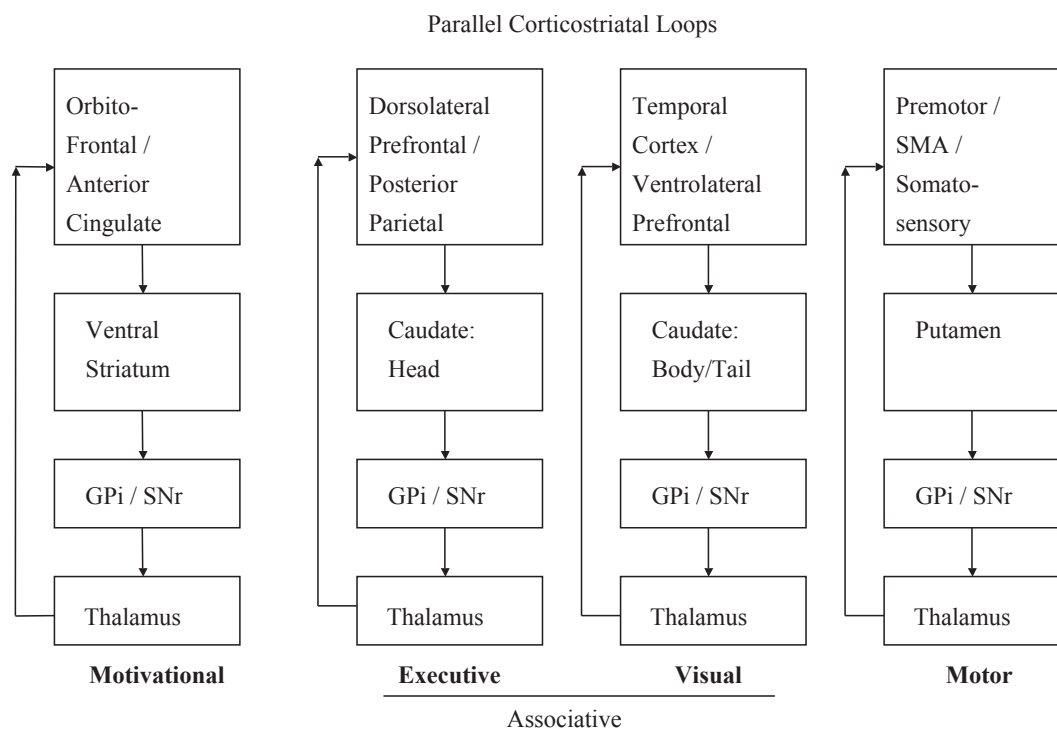 Parallel Corticostriatal Loops
Orbito-
Frontal /
Anterior
Cingulate
Ventral
Striatum
GPi / SNr
Thalamus
Motivational
Dorsolateral
Prefrontal /
Posterior
Parietal
Caudate:
Head
GPi / SNr
Thalamus
Executive
Temporal
Cortex /
Ventrolateral
Prefrontal
Caudate:
Body/Tail
GPi / SNr
Thalamus
Visual
Associative
Premotor /
SMA /
Somato-
sensory
Putamen
GPi / SNr
Thalamus
Motor